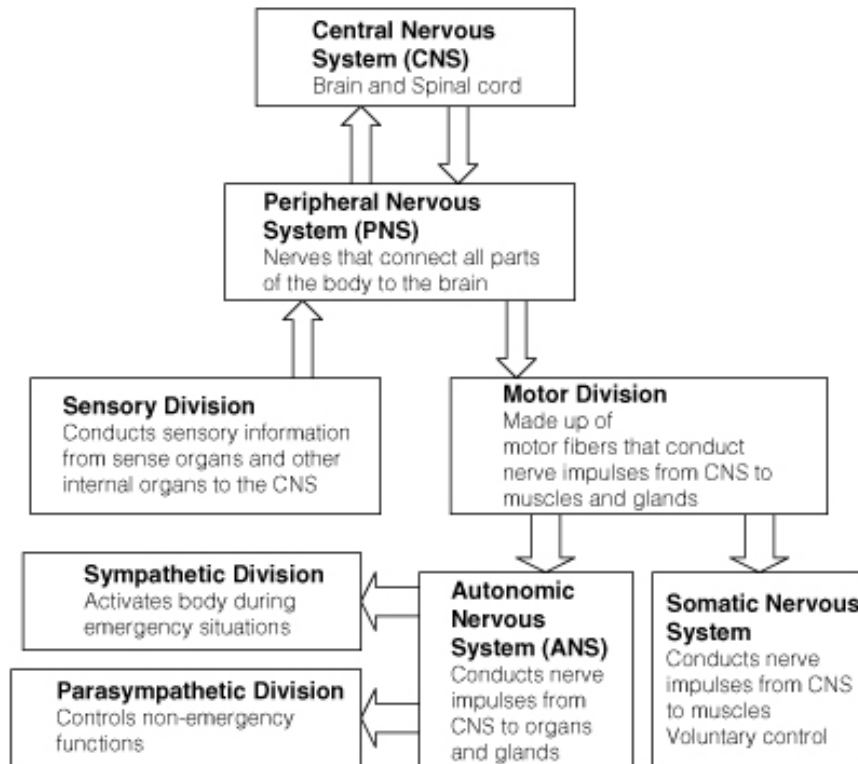 Central Nervous
System (CNS)
Brain and Spinal cord
Peripheral Nervous
System (PNS)
Nerves that connect all parts
of the body to the brain
Sensory Division
Conducts sensory information
from sense organs and other
internal organs to the CNS
Motor Division
Made up of
motor fibers that conduct
nerve impulses from CNS to
muscles and glands
Sympathetic Division
Activates body during
emergency situations
Parasympathetic Division
Controls non-emergency
functions
Autonomic
Nervous
System (ANS)
Conducts nerve
impulses from
CNS to organs
and glands
Somatic Nervous
System
Conducts nerve
impulses from CNS
to muscles
Voluntary control